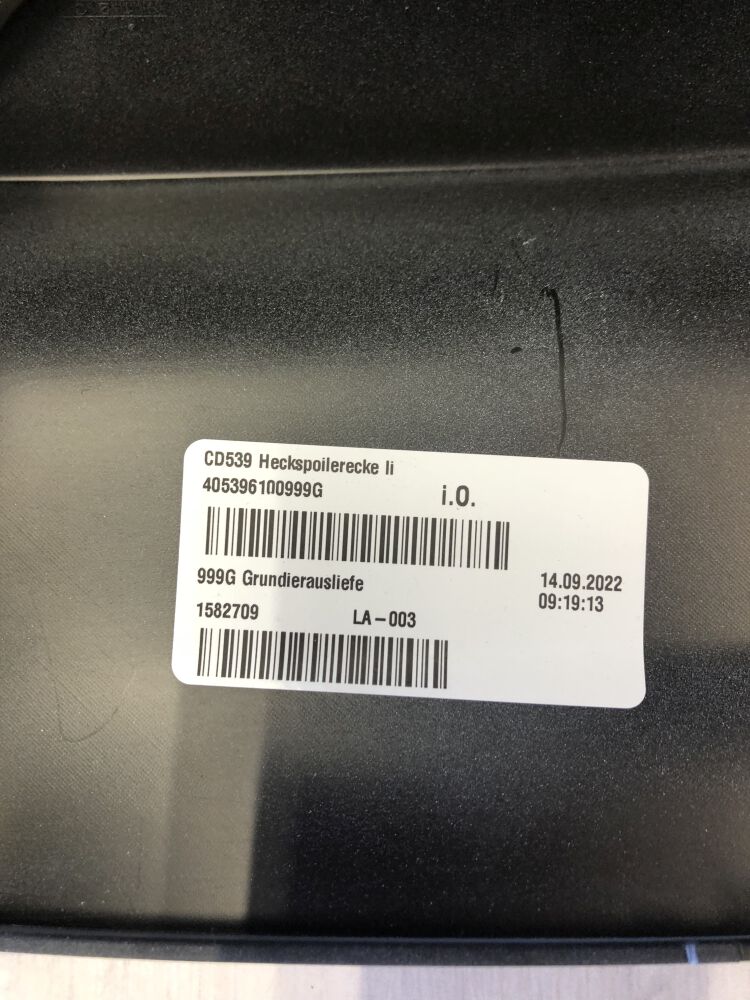 CD539 Heckspoilerecke li
405396100999G
i.O.
999G Grundierausliefe
14.09.2022
09:19:13
1582709
LA-003